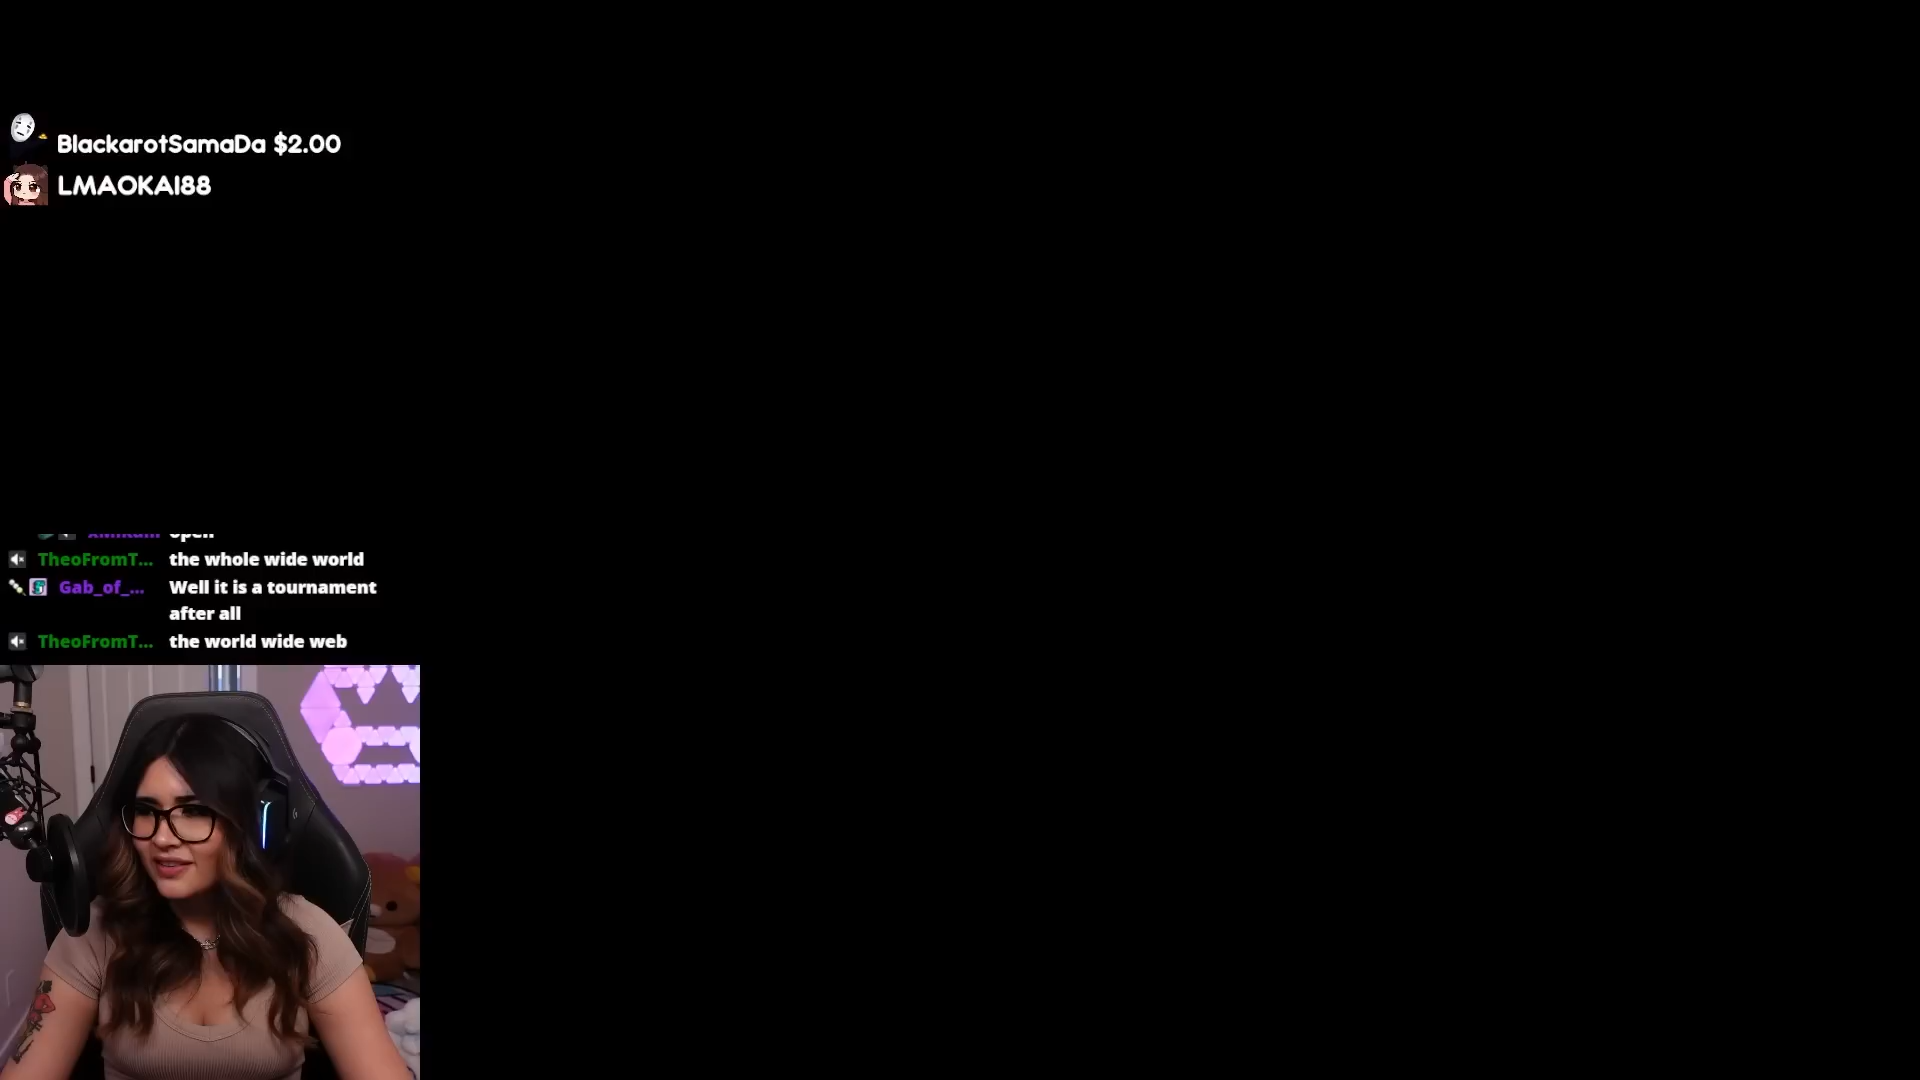 BlackarotSamaDa $2.00
LMAOKAI88
open
TheoFromT... the whole wide world
Gab_of_... Well it is a tournament
after all
TheoFromT... the world wide web